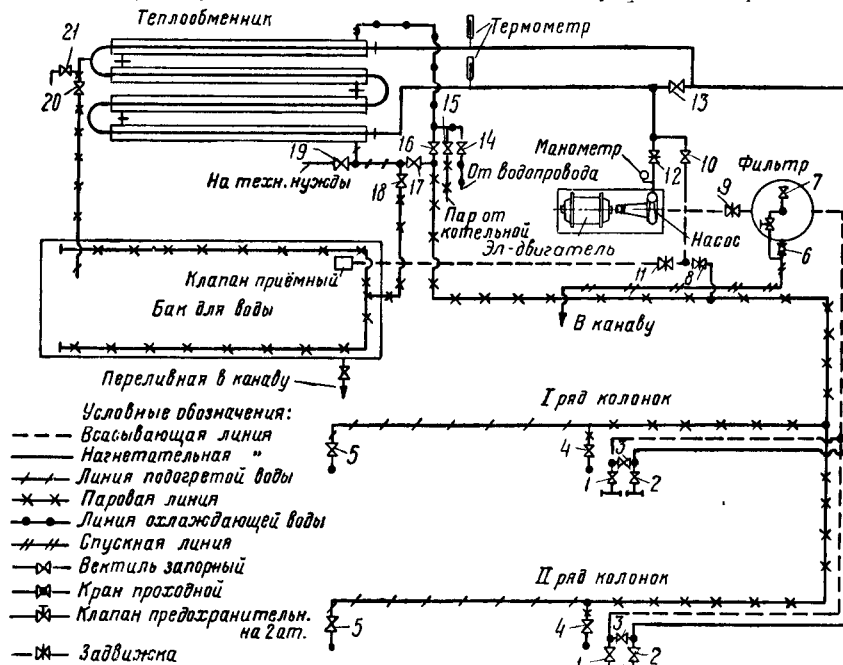 Теплообменник
Термометр
21
20
15
13
16
14
19
Манометр
12
10
Фильтр
7
9
От водопровода
На техн. нужды
17
18
Пар от котельной
Насос
6
Эл-двигатель
Клапан приёмный
11
8
Бак для воды
В канаву
Переливная в канаву
I ряд колонок
5
4
3
1
2
II ряд колонок
5
4
3
1
2
Условные обозначения:
Всасывающая линия
Нагнетательная "
Линия подогретой воды
Паровая линия
Линия охлаждающей воды
Спускная линия
Вентиль запорный
Кран проходной
Клапан предохранительн.
на 2 ат.
Задвижка